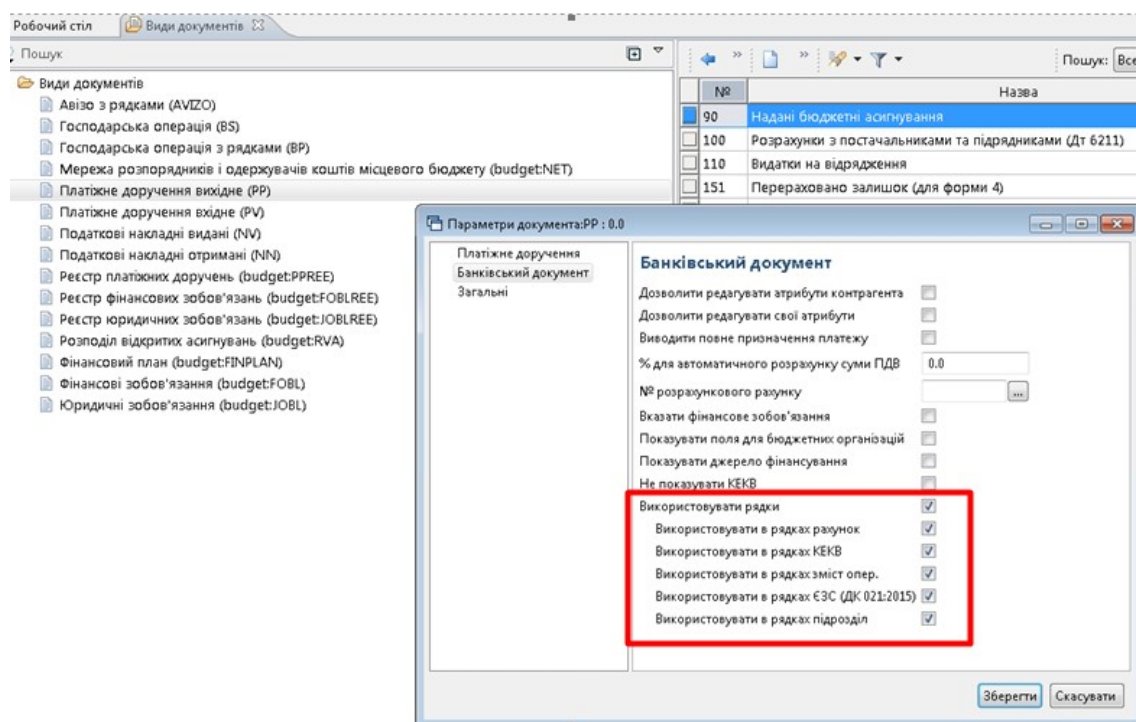 Робочий стіл
Види документів
Пошук
Пошук: Все
Види документів
Авізо з рядками (AVIZO)
Господарська операція (BS)
Господарська операція з рядками (BP)
Мережа розпорядників і одержувачів коштів місцевого бюджету (budget:NET)
Платіжне доручення вихідне (PP)
Платіжне доручення вхідне (PV)
Податкові накладні видані (NV)
Податкові накладні отримані (NN)
Реєстр платіжних доручень (budget:PPREE)
Реєстр фінансових зобов'язань (budget:FOBLREE)
Реєстр юридичних зобов'язань (budget:JOBLREE)
Розподіл відкритих асигнувань (budget:RVA)
Фінансовий план (budget:FINPLAN)
Фінансові зобов'язання (budget:FOBL)
Юридичні зобов'язання (budget:JOBL)
№ Назва
90 Надані бюджетні асигнування
100 Розрахунки з постачальниками та підрядниками (Дт 6211)
110 Видатки на відрядження
151 Перераховано залишок (для форми 4)
Параметри документа:PP : 0.0
Платіжне доручення
Банківський документ
Загальні
Банківський документ
Дозволити редагувати атрибути контрагента
Дозволити редагувати свої атрибути
Виводити повне призначення платежу
% для автоматичного розрахунку суми ПДВ 0.0
№ розрахункового рахунку ...
Вказати фінансове зобов'язання
Показувати поля для бюджетних організацій
Показувати джерело фінансування
Не показувати КЕКВ
Використовувати рядки
Використовувати в рядках рахунок
Використовувати в рядках КЕКВ
Використовувати в рядках зміст опер.
Використовувати в рядках ЄЗС (ДК 021:2015)
Використовувати в рядках підрозділ
Зберегти Скасувати